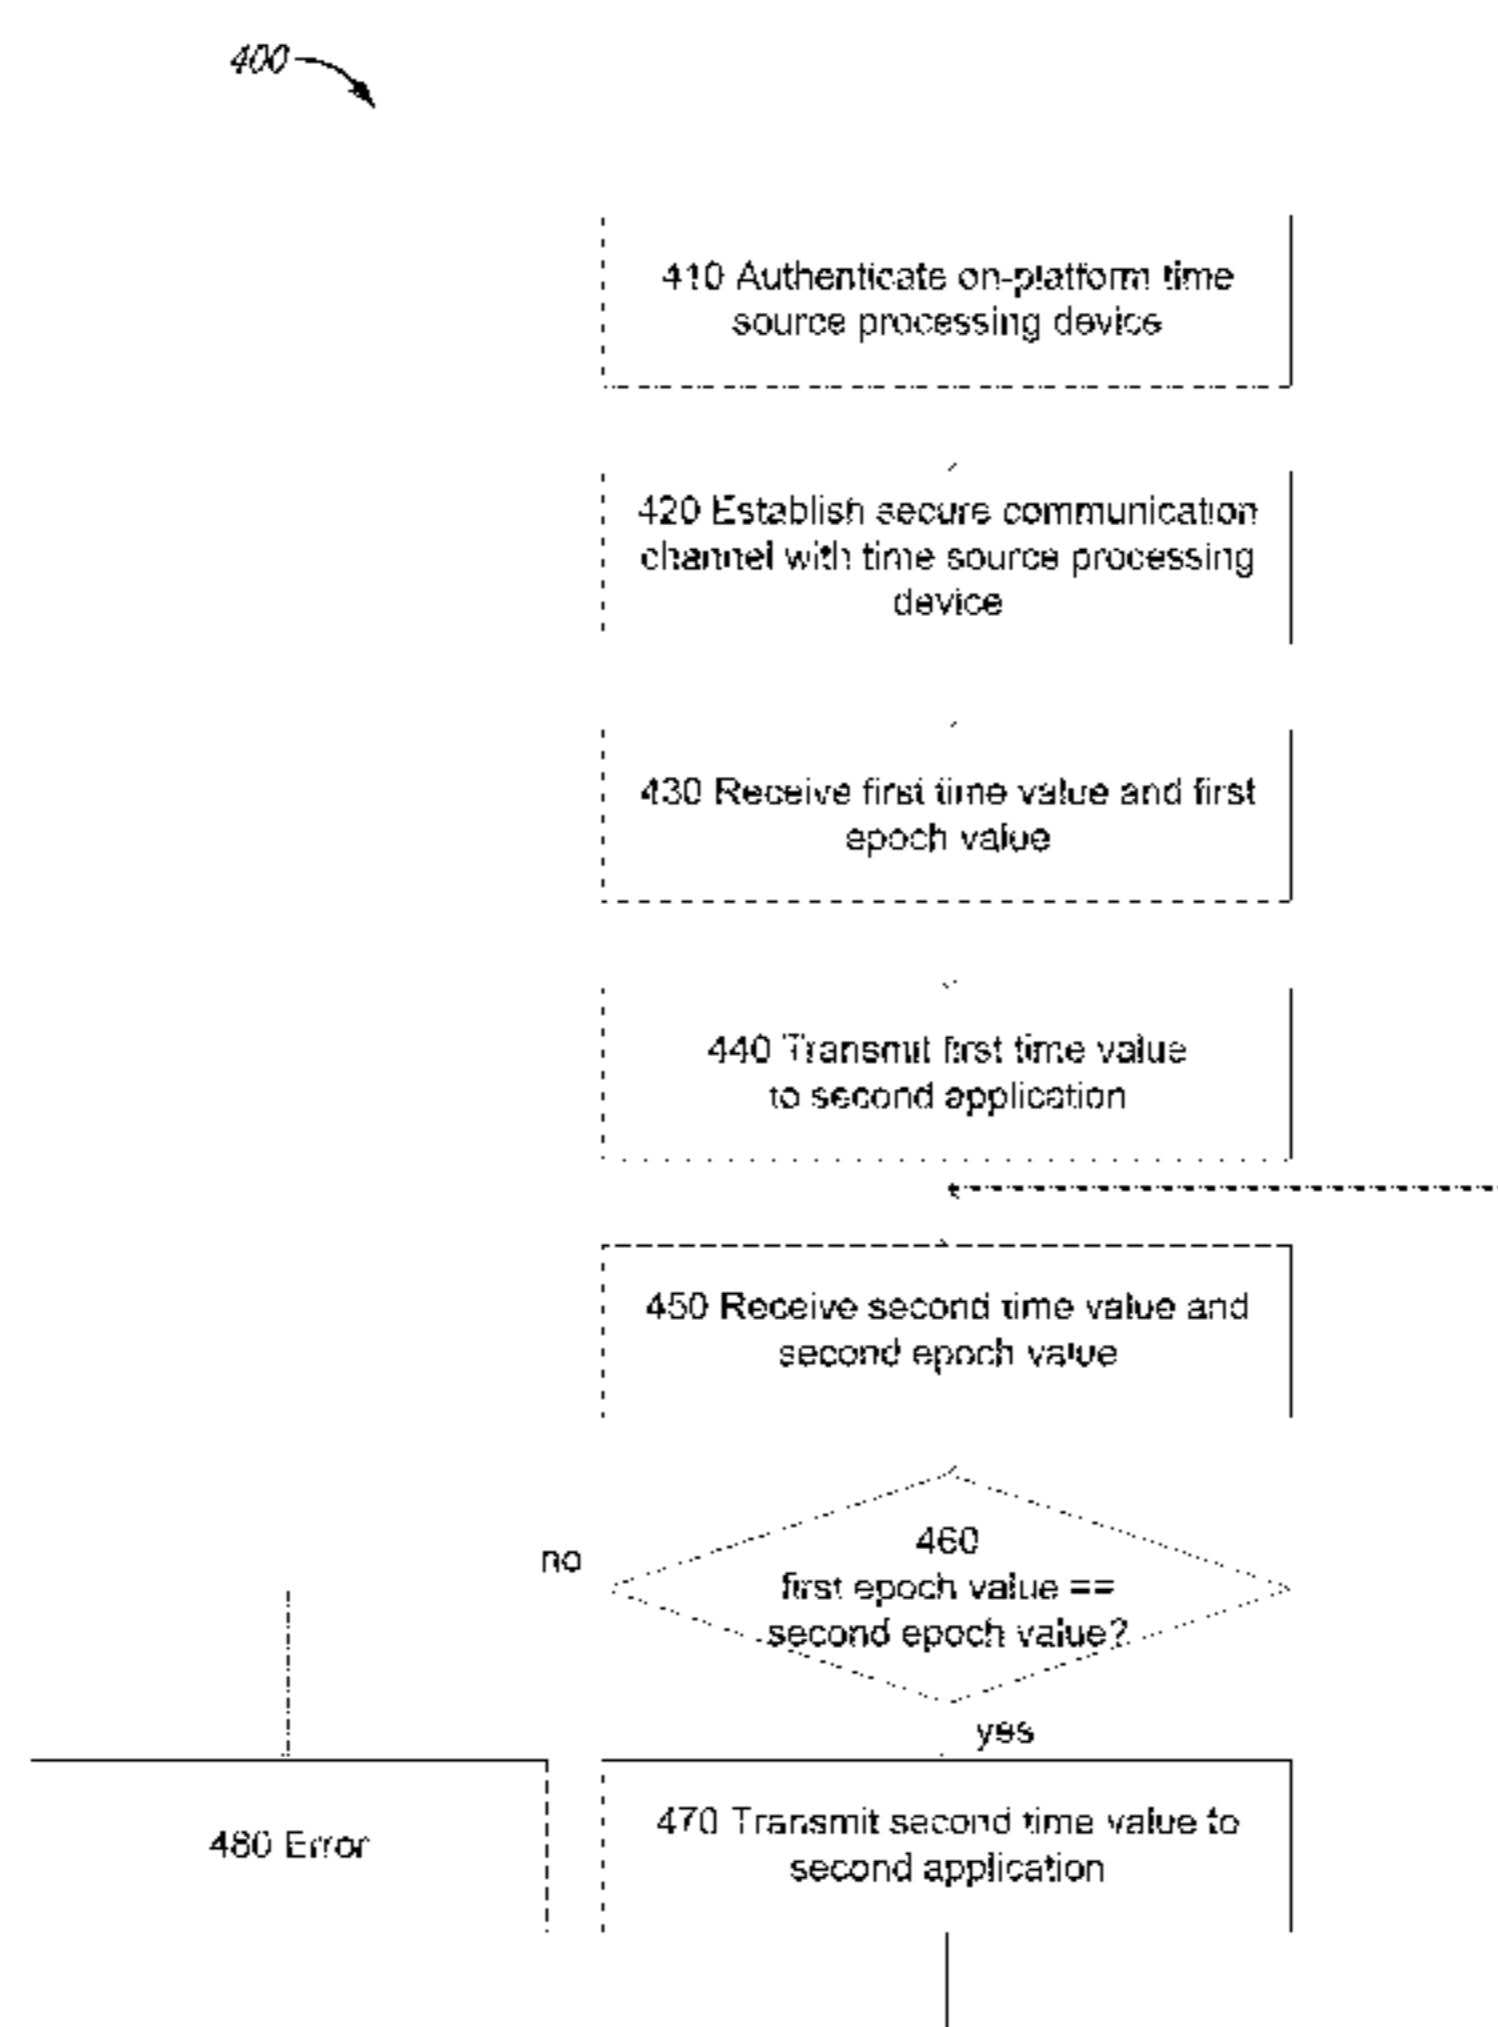 400
410 Authenticate on-platform time
source processing device
420 Establish secure communication
channel with time source processing
device
430 Receive first time value and first
epoch value
440 Transmit first time value
to second application
450 Receive second time value and
second epoch value
no
460
first epoch value ==
second epoch value?
yes
480 Error
470 Transmit second time value to
second application